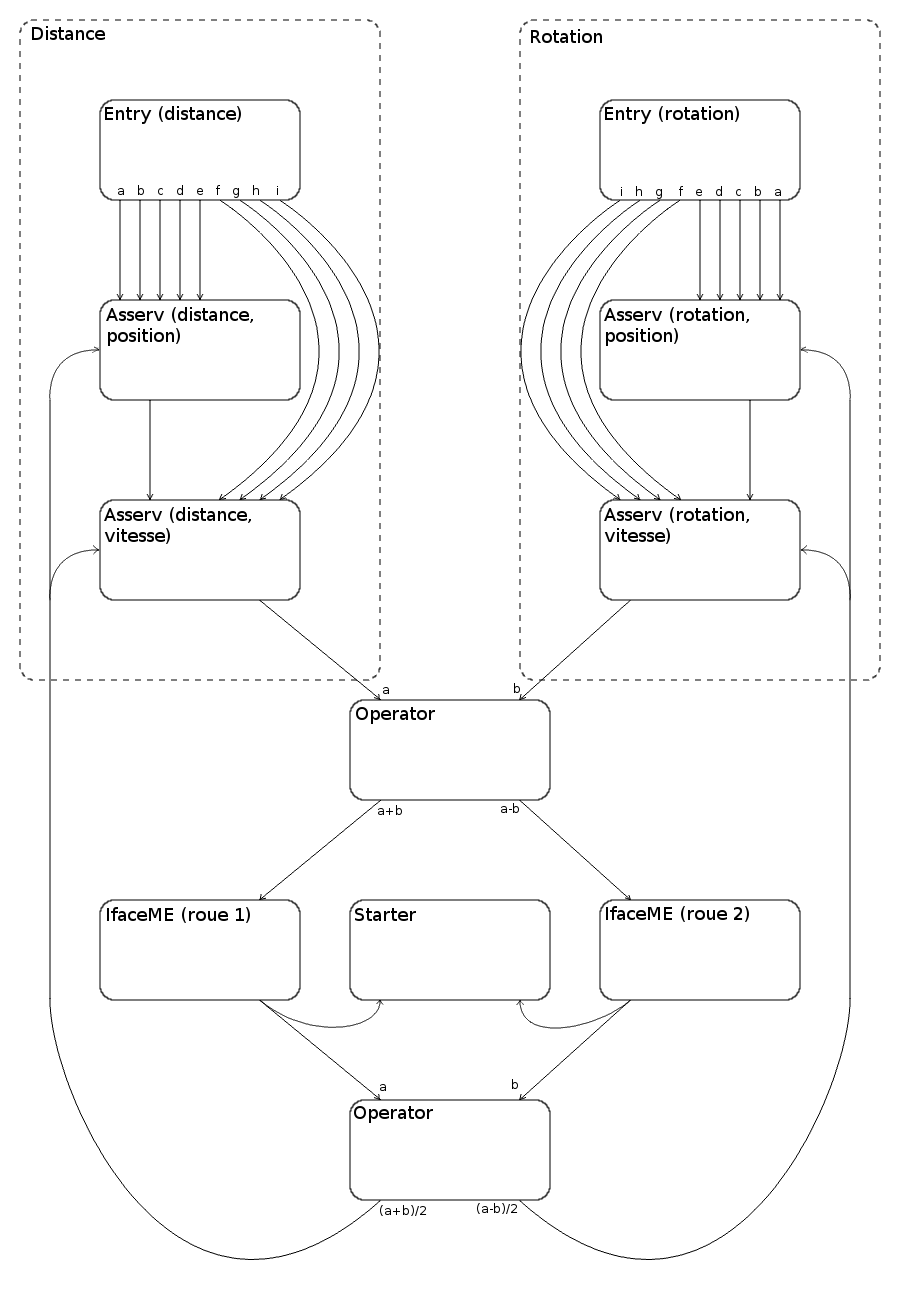 Distance
Rotation
Entry (distance)
Entry (rotation)
a b c d e f g h i
i h g f e d c b a
Asserv (distance,
position)
Asserv (rotation,
position)
Asserv (distance,
vitesse)
Asserv (rotation,
vitesse)
a
b
Operator
a+b
a-b
IfaceME (roue 1)
Starter
IfaceME (roue 2)
a
b
Operator
(a+b)/2
(a-b)/2